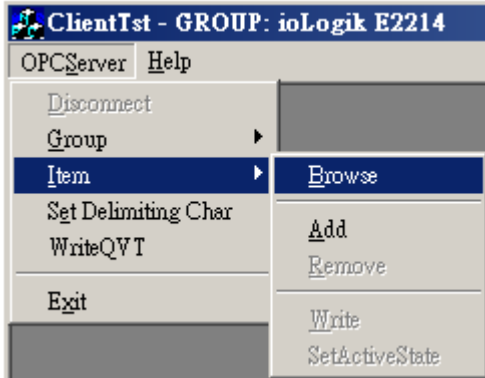 ClientTst - GROUP: ioLogik E2214
OPCServer Help
Disconnect
Group
Item
Set Delimiting Char
WriteQVT
Exit
Browse
Add
Remove
Write
SetActiveState